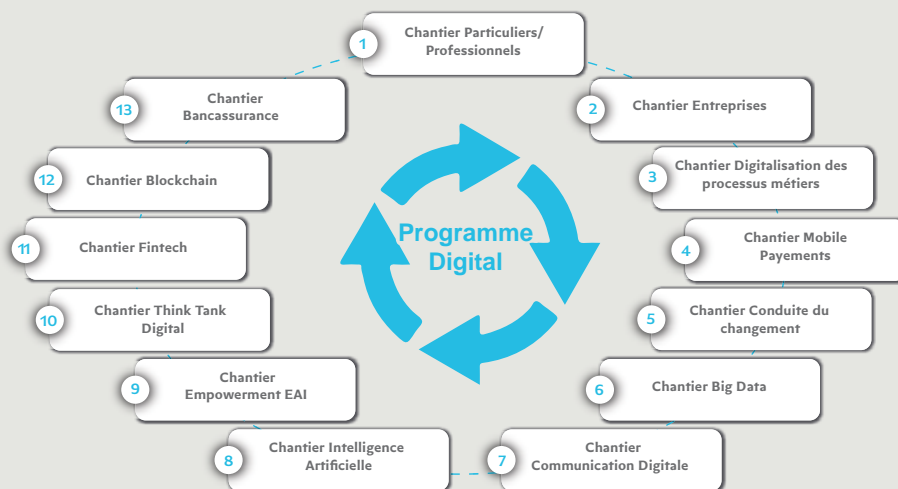 1
Chantier Particuliers/
Professionnels
2
Chantier Entreprises
3
Chantier Digitalisation des
processus métiers
4
Chantier Mobile
Payements
5
Chantier Conduite du
changement
6
Chantier Big Data
7
Chantier
Communication Digitale
8
Chantier Intelligence
Artificielle
9
Chantier
Empowerment EAI
10
Chantier Think Tank
Digital
11
Chantier Fintech
12
Chantier Blockchain
13
Chantier
Bancassurance
Programme
Digital